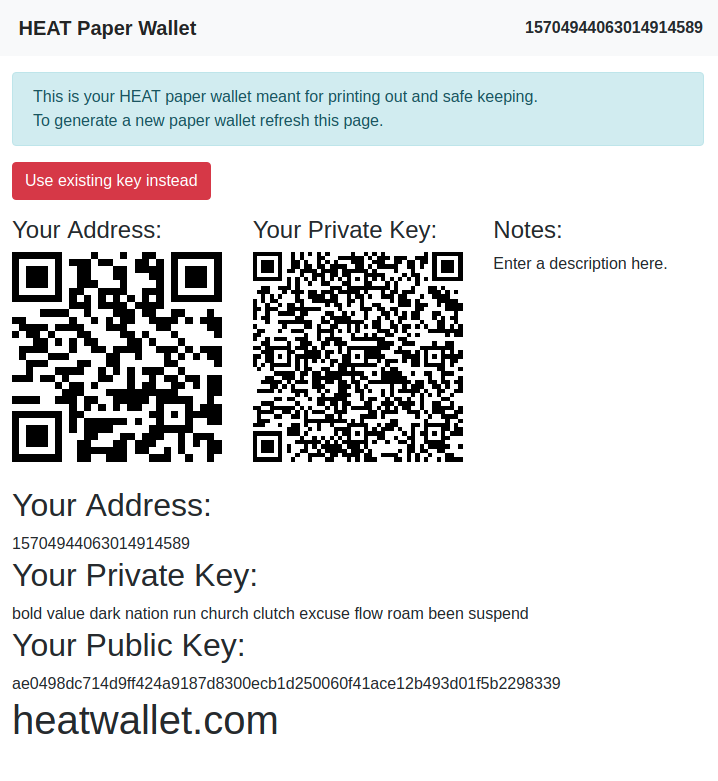 HEAT Paper Wallet
15704944063014914589
This is your HEAT paper wallet meant for printing out and safe keeping.
To generate a new paper wallet refresh this page.
Use existing key instead
Your Address:
Your Private Key:
Notes:
Enter a description here.
Your Address:
15704944063014914589
Your Private Key:
bold value dark nation run church clutch excuse flow roam been suspend
Your Public Key:
ae0498dc714d9ff424a9187d8300ecb1d250060f41ace12b493d01f5b2298339
heatwallet.com